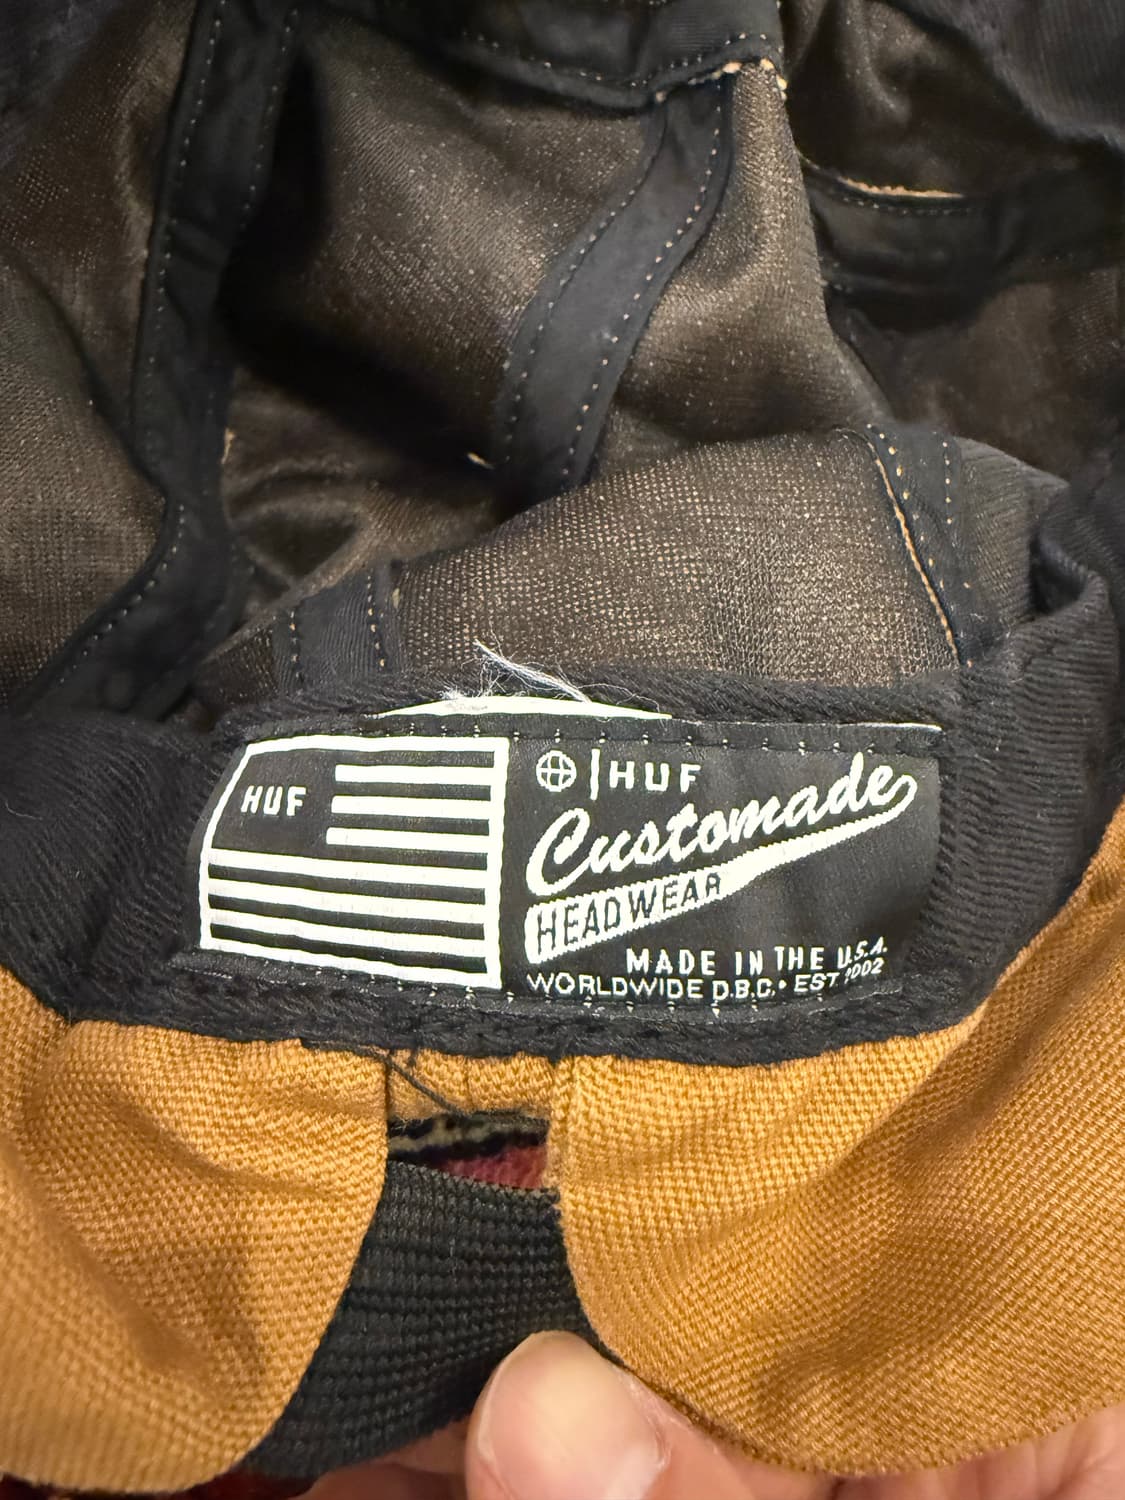 HUF
HUF
Customade
HEADWEAR
MADE IN THE U.S.A.
WORLDWIDE D.B.C. • EST. 2002